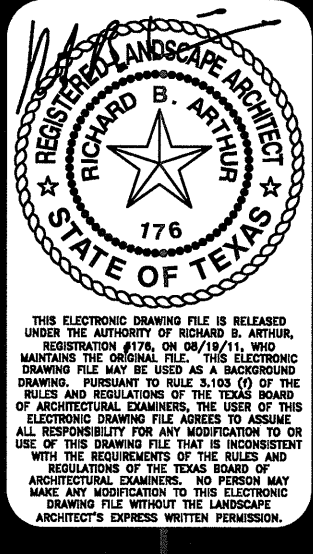 REGISTERED LANDSCAPE ARCHITECT
RICHARD B. ARTHUR
176
STATE OF TEXAS
THIS ELECTRONIC DRAWING FILE IS RELEASED
UNDER THE AUTHORITY OF RICHARD B. ARTHUR,
REGISTRATION #176, ON 08/19/11, WHO
MAINTAINS THE ORIGINAL FILE. THIS ELECTRONIC
DRAWING FILE MAY BE USED AS A BACKGROUND
DRAWING. PURSUANT TO RULE 3.103 (f) OF THE
RULES AND REGULATIONS OF THE TEXAS BOARD
OF ARCHITECTURAL EXAMINERS, THE USER OF THIS
ELECTRONIC DRAWING FILE AGREES TO ASSUME
ALL RESPONSIBILITY FOR ANY MODIFICATION TO OR
USE OF THIS DRAWING FILE THAT IS INCONSISTENT
WITH THE REQUIREMENTS OF THE RULES AND
REGULATIONS OF THE TEXAS BOARD OF
ARCHITECTURAL EXAMINERS. NO PERSON MAY
MAKE ANY MODIFICATION TO THIS ELECTRONIC
DRAWING FILE WITHOUT THE LANDSCAPE
ARCHITECT'S EXPRESS WRITTEN PERMISSION.